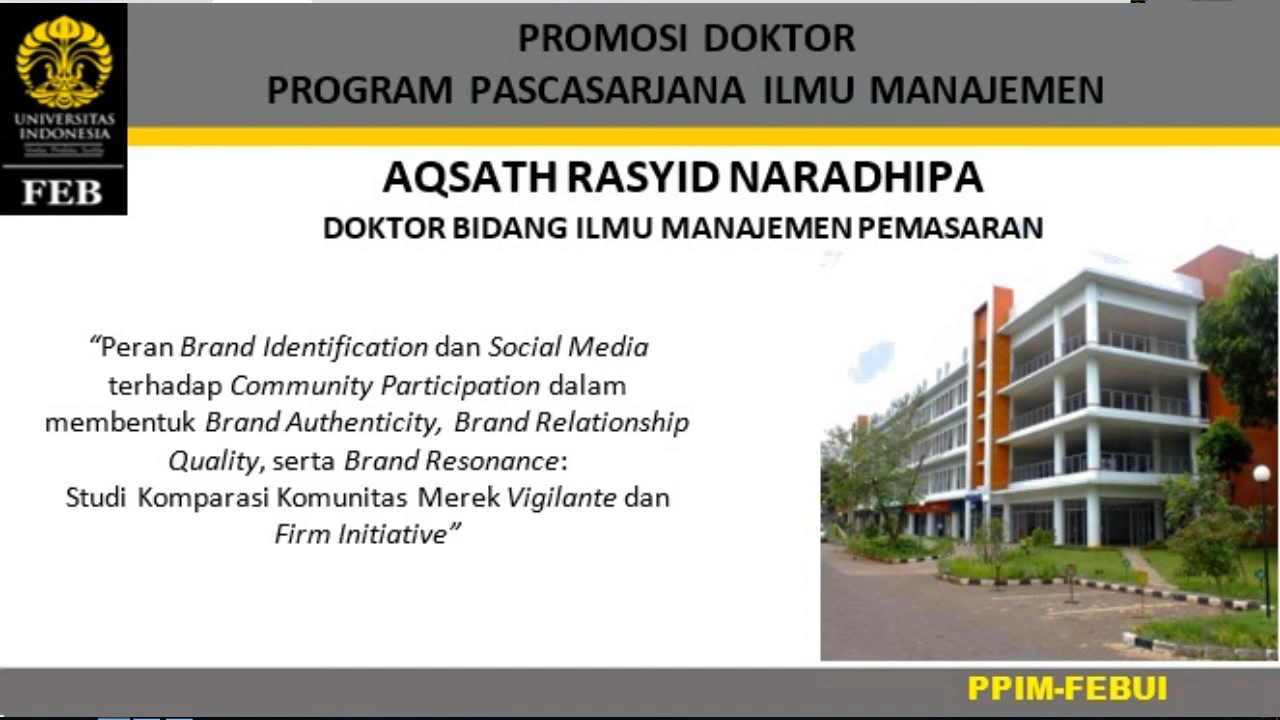 PROMOSI DOKTOR
PROGRAM PASCASARJANA ILMU MANAJEMEN
UNIVERSITAS
INDONESIA
FEB
AQSATH RASYID NARADHIPA
DOKTOR BIDANG ILMU MANAJEMEN PEMASARAN
“Peran Brand Identification dan Social Media
terhadap Community Participation dalam
membentuk Brand Authenticity, Brand Relationship
Quality, serta Brand Resonance:
Studi Komparasi Komunitas Merek Vigilante dan
Firm Initiative”
PPIM-FEBUI